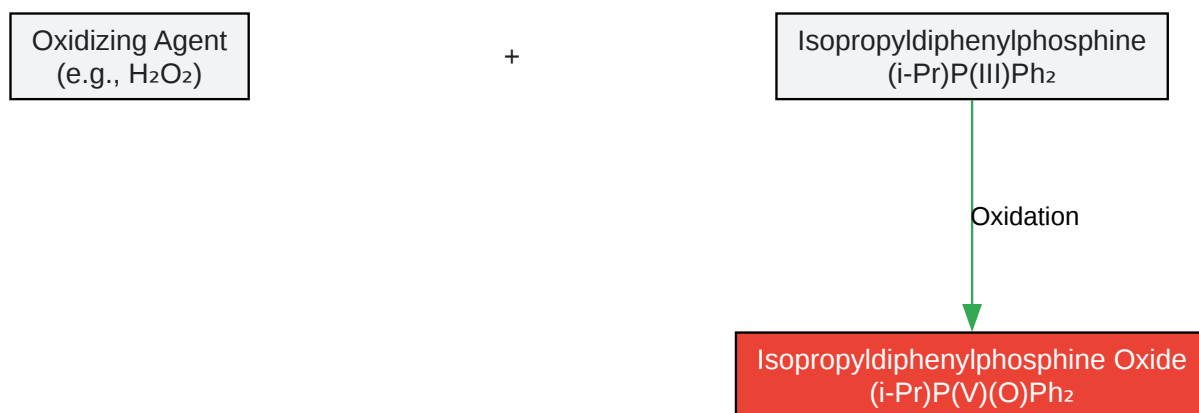 Oxidizing Agent
(e.g., H₂O₂)
+
Isopropyldiphenylphosphine
(i-Pr)P(III)Ph₂
Oxidation
Isopropyldiphenylphosphine Oxide
(i-Pr)P(V)(O)Ph₂